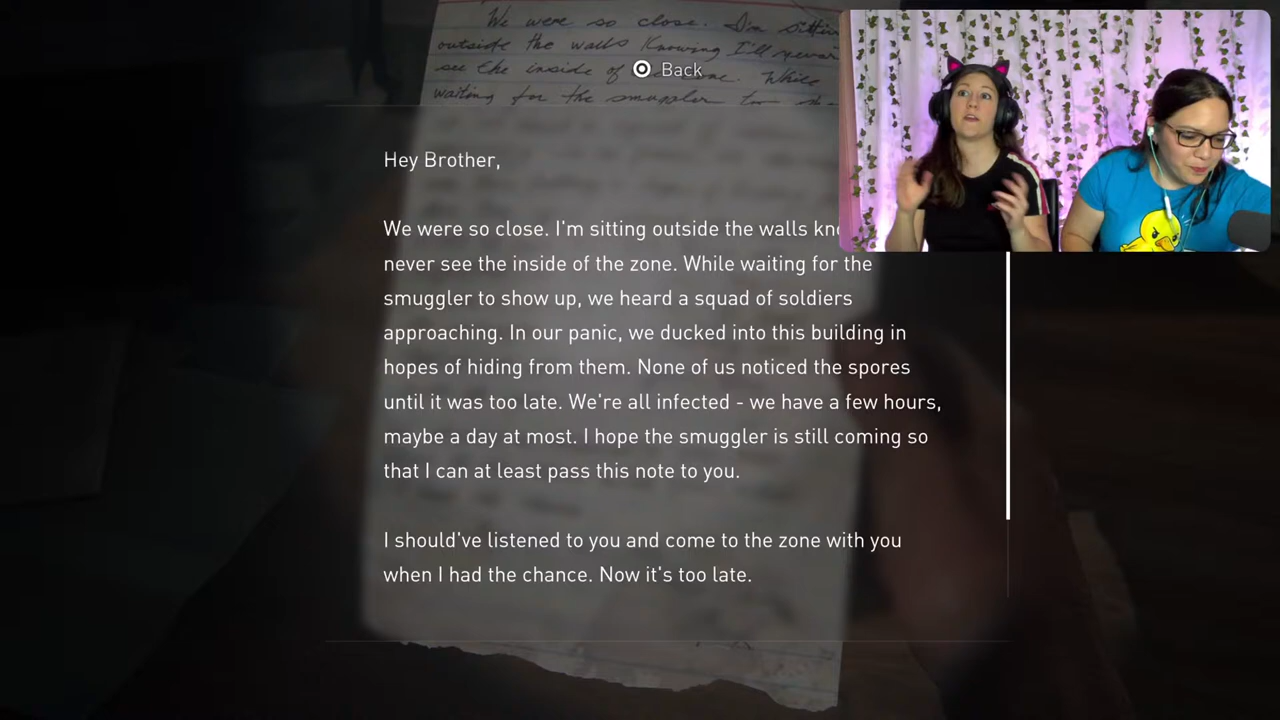 We were so close. I'm
outside the walls knowing I'll never
see the inside of
Back
While
waiting for the smuggler to
Hey Brother,
We were so close. I'm sitting outside the walls
never see the inside of the zone. While waiting for the
smuggler to show up, we heard a squad of soldiers
approaching. In our panic, we ducked into this building in
hopes of hiding from them. None of us noticed the spores
until it was too late. We're all infected - we have a few hours,
maybe a day at most. I hope the smuggler is still coming so
that I can at least pass this note to you.
I should've listened to you and come to the zone with you
when I had the chance. Now it's too late.